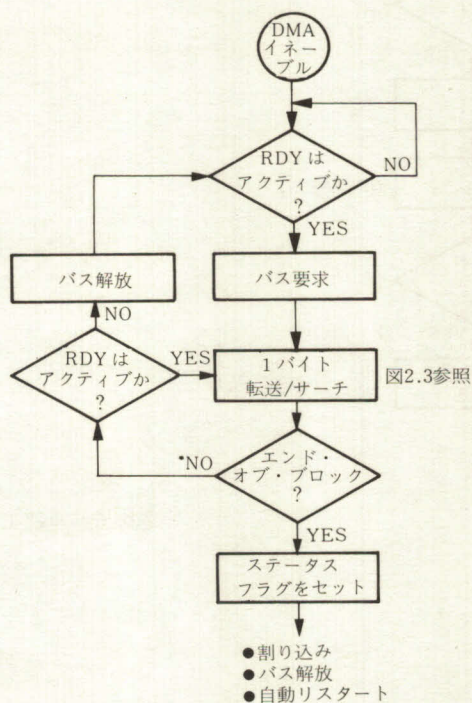 DMA
イネー
ブル
RDYは
アクティブか
?
NO
YES
バス解放
バス要求
NO
RDYは
アクティブか
?
YES
1バイト
転送/サーチ
図2.3参照
NO
エンド・
オブ・ブロック
?
YES
ステータス
フラグをセット
●割り込み
●バス解放
●自動リスタート